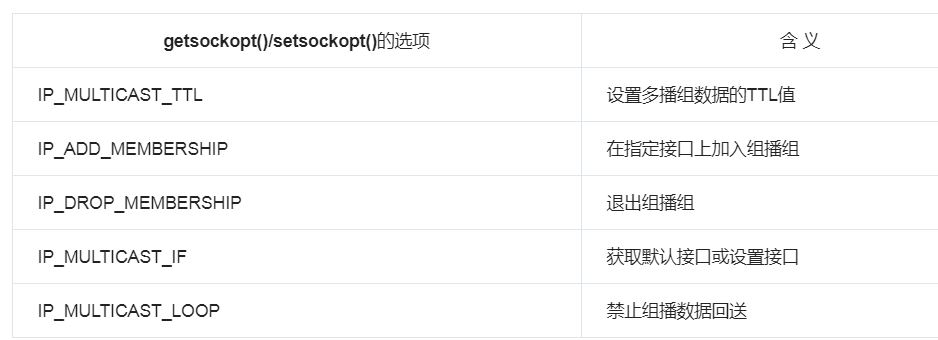 getsockopt()/setsockopt()的选项 含 义
IP_MULTICAST_TTL 设置多播组数据的TTL值
IP_ADD_MEMBERSHIP 在指定接口上加入组播组
IP_DROP_MEMBERSHIP 退出组播组
IP_MULTICAST_IF 获取默认接口或设置接口
IP_MULTICAST_LOOP 禁止组播数据回送